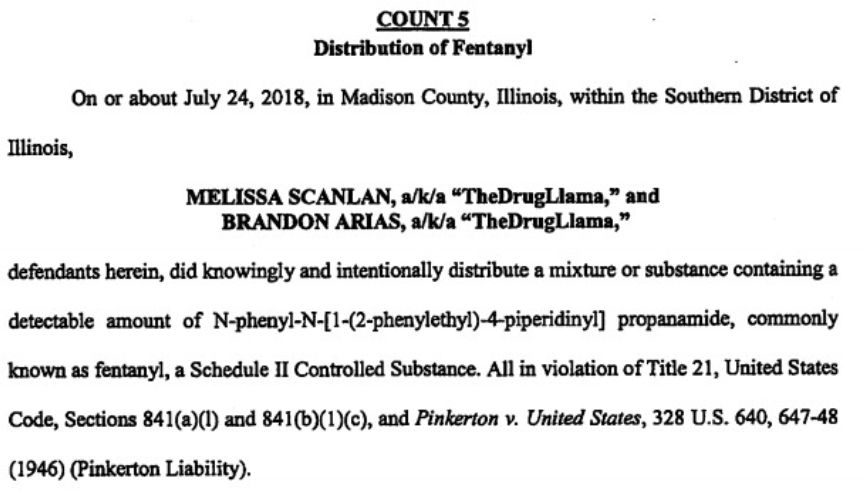 COUNT 5
Distribution of Fentanyl
On or about July 24, 2018, in Madison County, Illinois, within the Southern District of
Illinois,
MELISSA SCANLAN, a/k/a “TheDrugLlama,” and
BRANDON ARIAS, a/k/a “TheDrugLlama,”
defendants herein, did knowingly and intentionally distribute a mixture or substance containing a
detectable amount of N-phenyl-N-[1-(2-phenylethyl)-4-piperidinyl] propanamide, commonly
known as fentanyl, a Schedule II Controlled Substance. All in violation of Title 21, United States
Code, Sections 841(a)(l) and 841(b)(1)(c), and Pinkerton v. United States, 328 U.S. 640, 647-48
(1946) (Pinkerton Liability).